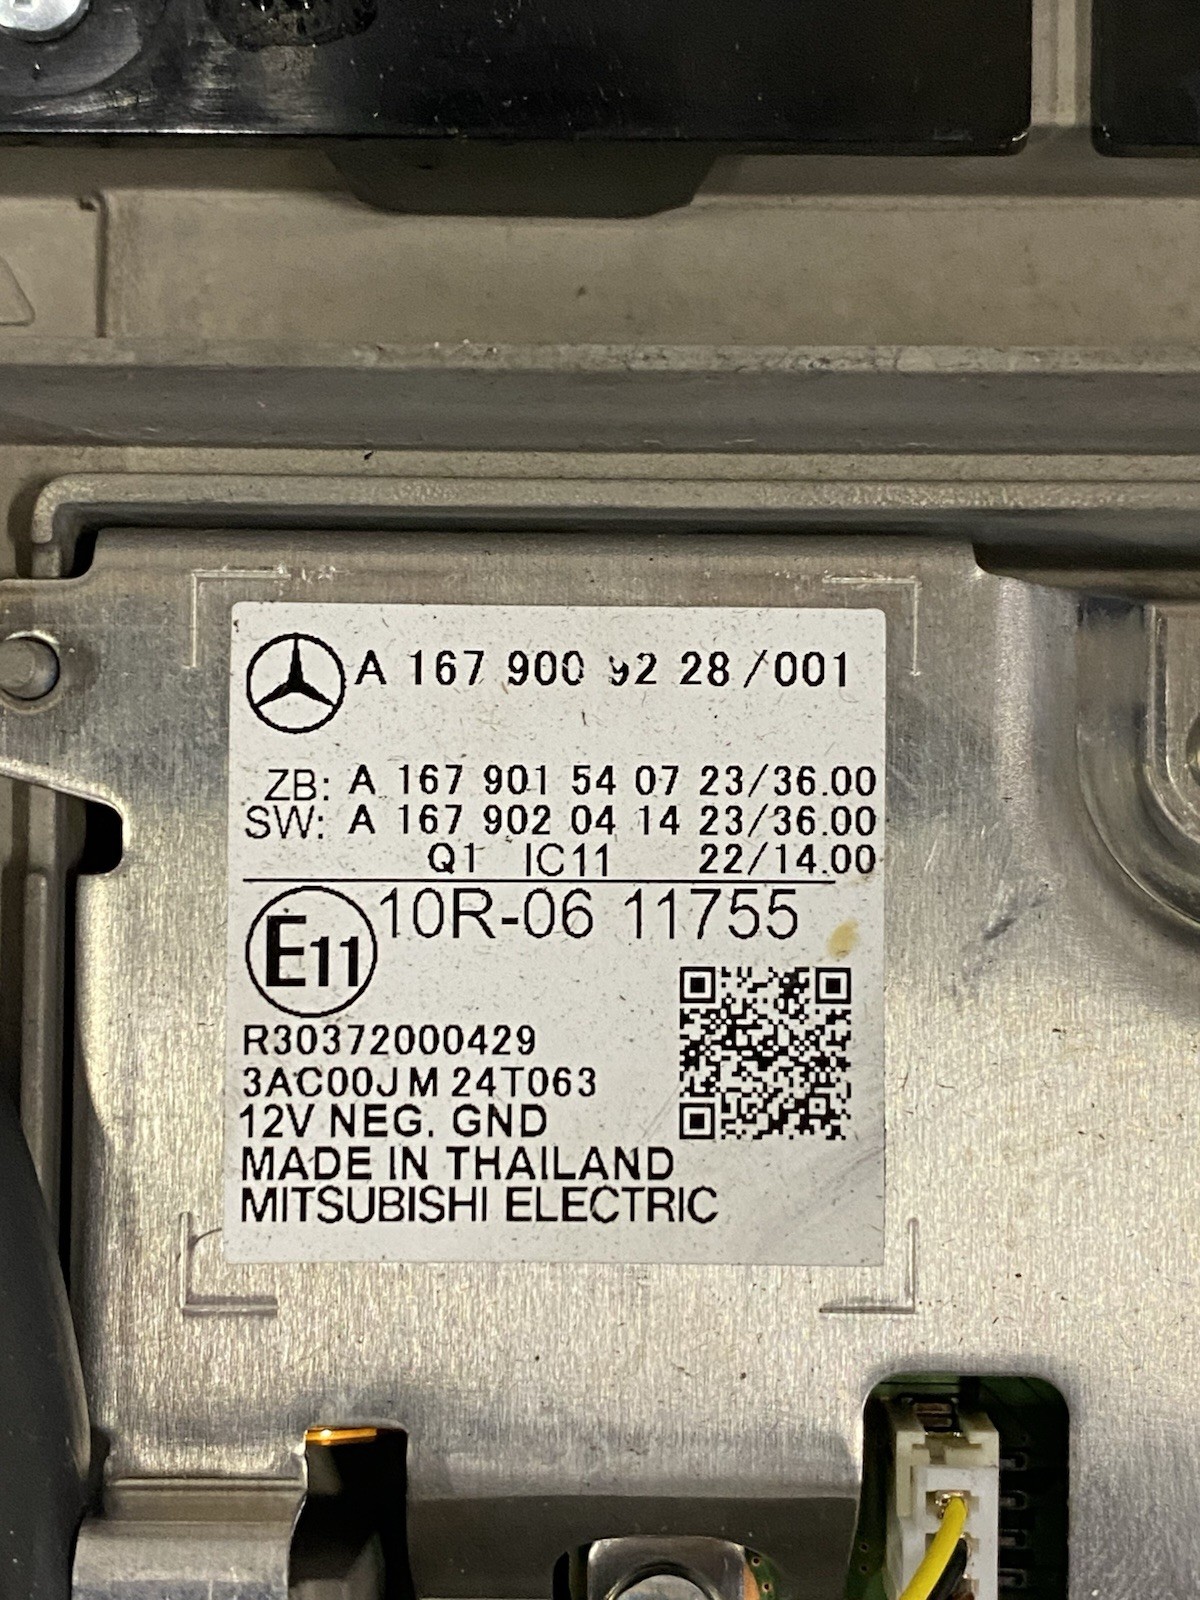 A 167 900 92 28 /001
ZB: A 167 901 54 07 23/36.00
SW: A 167 902 04 14 23/36.00
Q1 IC11 22/14.00
E11 10R-06 11755
R30372000429
3AC00JM 24T063
12V NEG. GND
MADE IN THAILAND
MITSUBISHI ELECTRIC